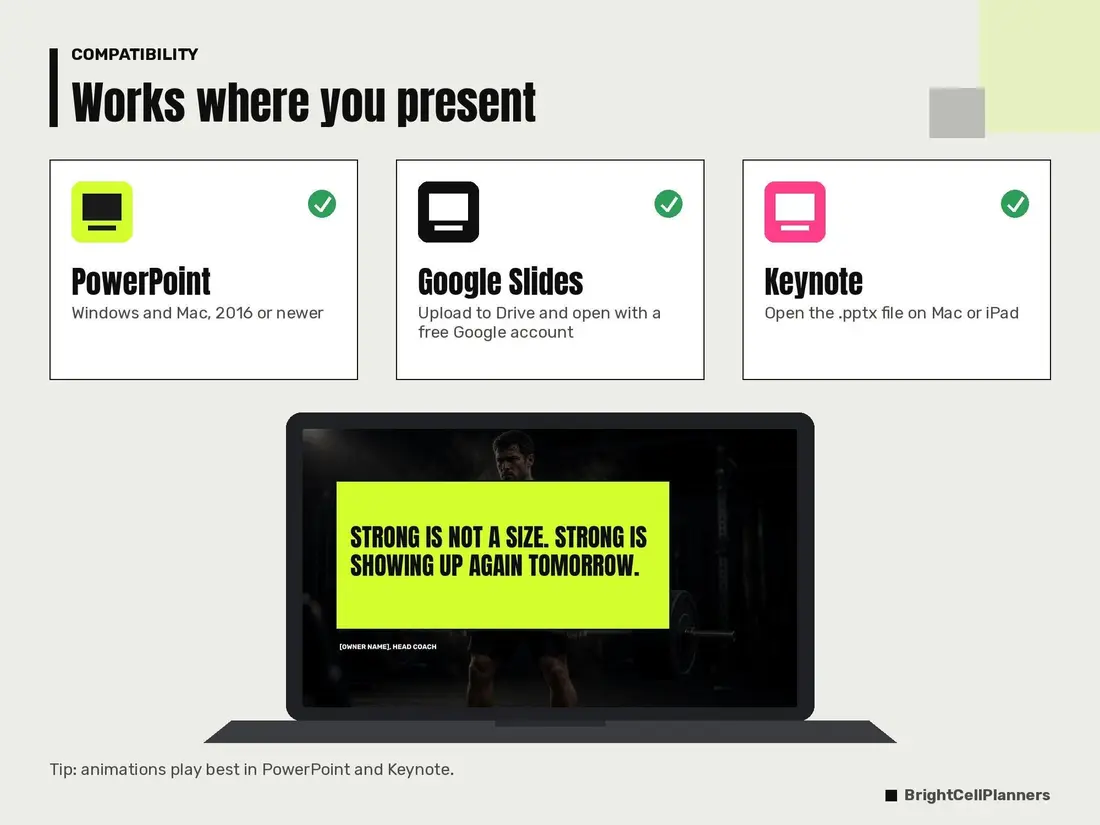 COMPATIBILITY
Works where you present
PowerPoint
Windows and Mac, 2016 or newer
Google Slides
Upload to Drive and open with a
free Google account
Keynote
Open the .pptx file on Mac or iPad
STRONG IS NOT A SIZE. STRONG IS
SHOWING UP AGAIN TOMORROW.
[OWNER NAME], HEAD COACH
Tip: animations play best in PowerPoint and Keynote.
BrightCellPlanners